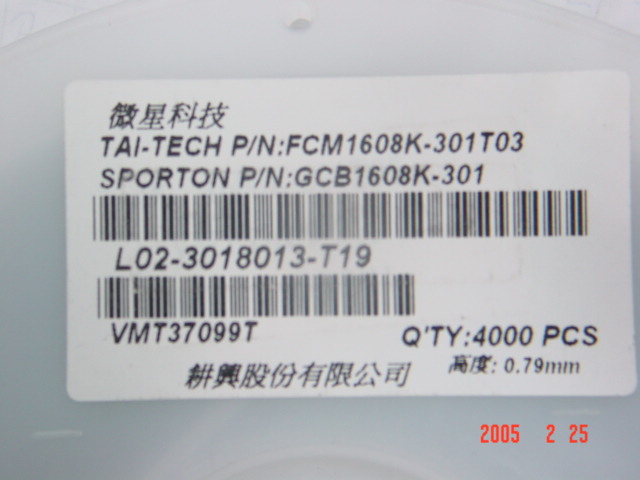 微星科技
TAI-TECH P/N:FCM1608K-301T03
SPORTON P/N:GCB1608K-301
L02-3018013-T19
VMT37099T
Q'TY:4000 PCS
高度: 0.79mm
耕興股份有限公司
2005 2 25